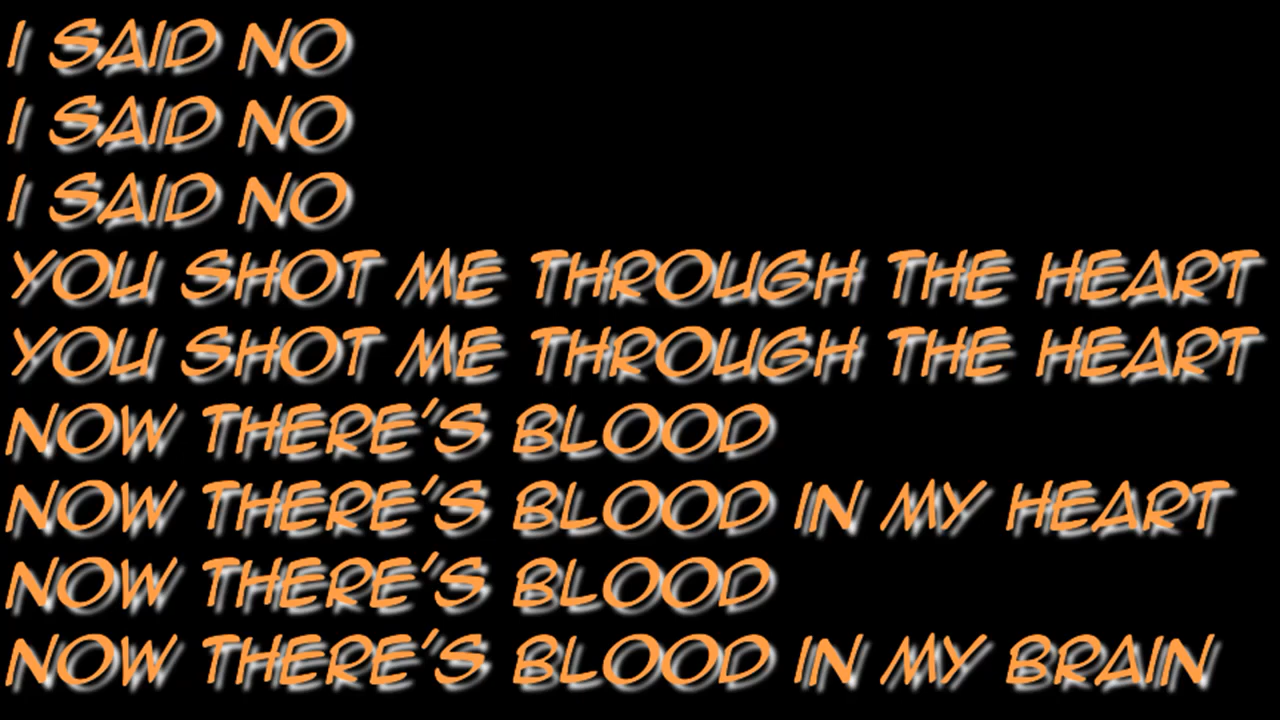 I SAID NO
I SAID NO
I SAID NO
YOU SHOT ME THROUGH THE HEART
YOU SHOT ME THROUGH THE HEART
NOW THERE'S BLOOD
NOW THERE'S BLOOD IN MY HEART
NOW THERE'S BLOOD
NOW THERE'S BLOOD IN MY BRAIN